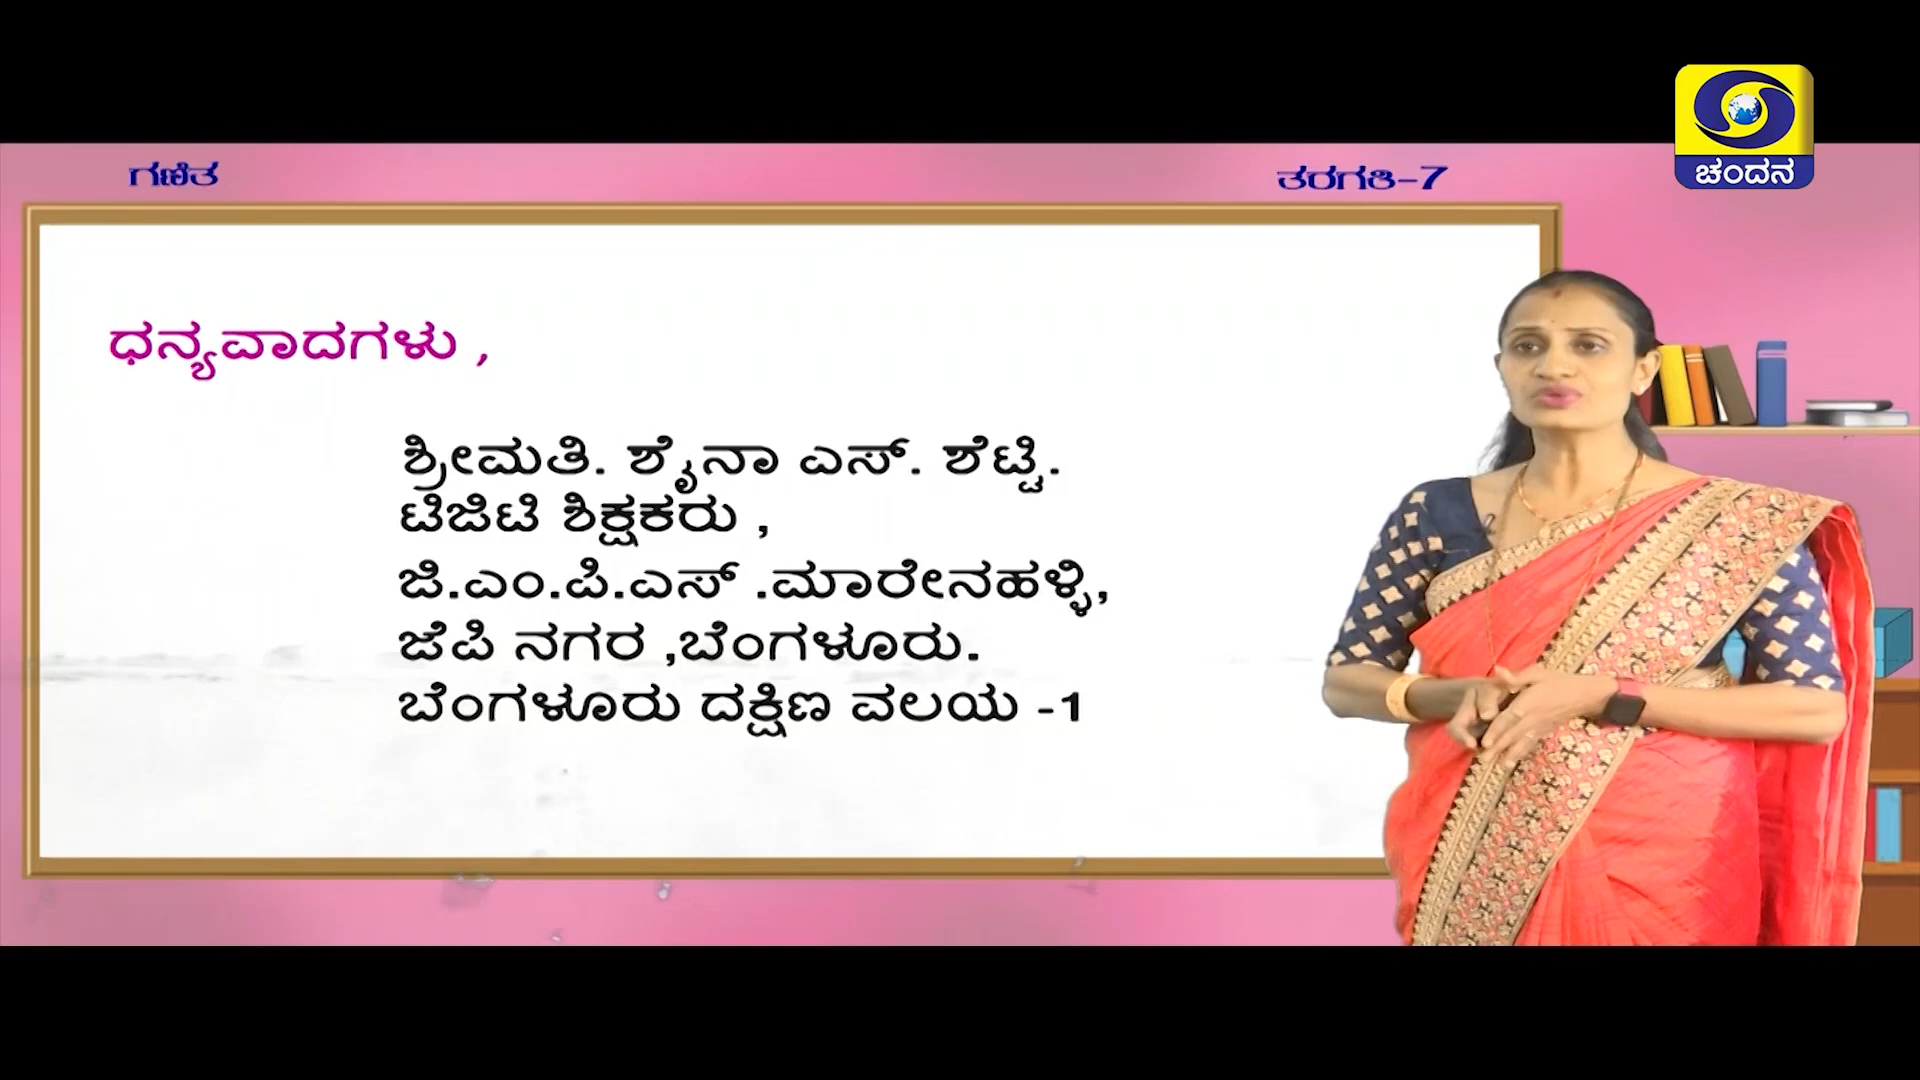 ಗಣಿತ
ತರಗತಿ-7
ಚಂದನ
ಧನ್ಯವಾದಗಳು ,
ಶ್ರೀಮತಿ. ಶೈನಾ ಎಸ್. ಶೆಟ್ಟಿ.
ಟಿಜಿಟಿ ಶಿಕ್ಷಕರು ,
ಜಿ.ಎಂ.ಪಿ.ಎಸ್ .ಮಾರೇನಹಳ್ಳಿ,
ಜೆಪಿ ನಗರ ,ಬೆಂಗಳೂರು.
ಬೆಂಗಳೂರು ದಕ್ಷಿಣ ವಲಯ -1